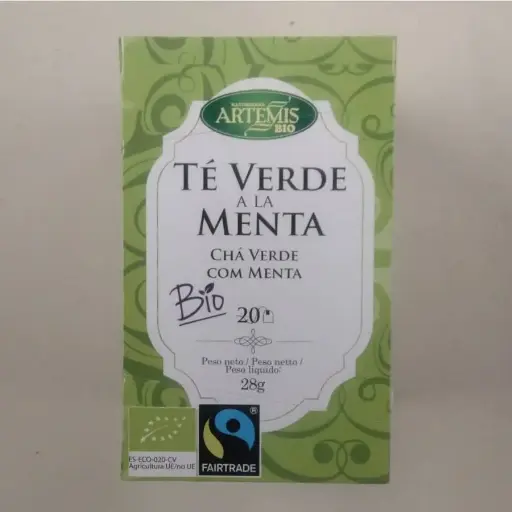 ARTEMIS
BIO
TÉ VERDE
A LA
MENTA
CHÁ VERDE
COM MENTA
Bio
20
Peso neto / Peso netto /
Peso líquido:
28g
ES-ECO-020-CV
Agricultura UE/no UE
®
FAIRTRADE